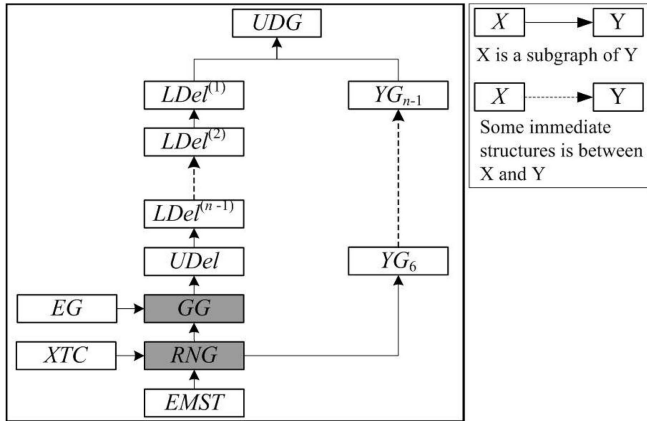 UDG
X
Y
X is a subgraph of Y
LDel(1)
YGn-1
X
Y
LDel(2)
Some immediate
structures is between
X and Y
LDel(n-1)
UDel
YG6
EG
GG
XTC
RNG
EMST